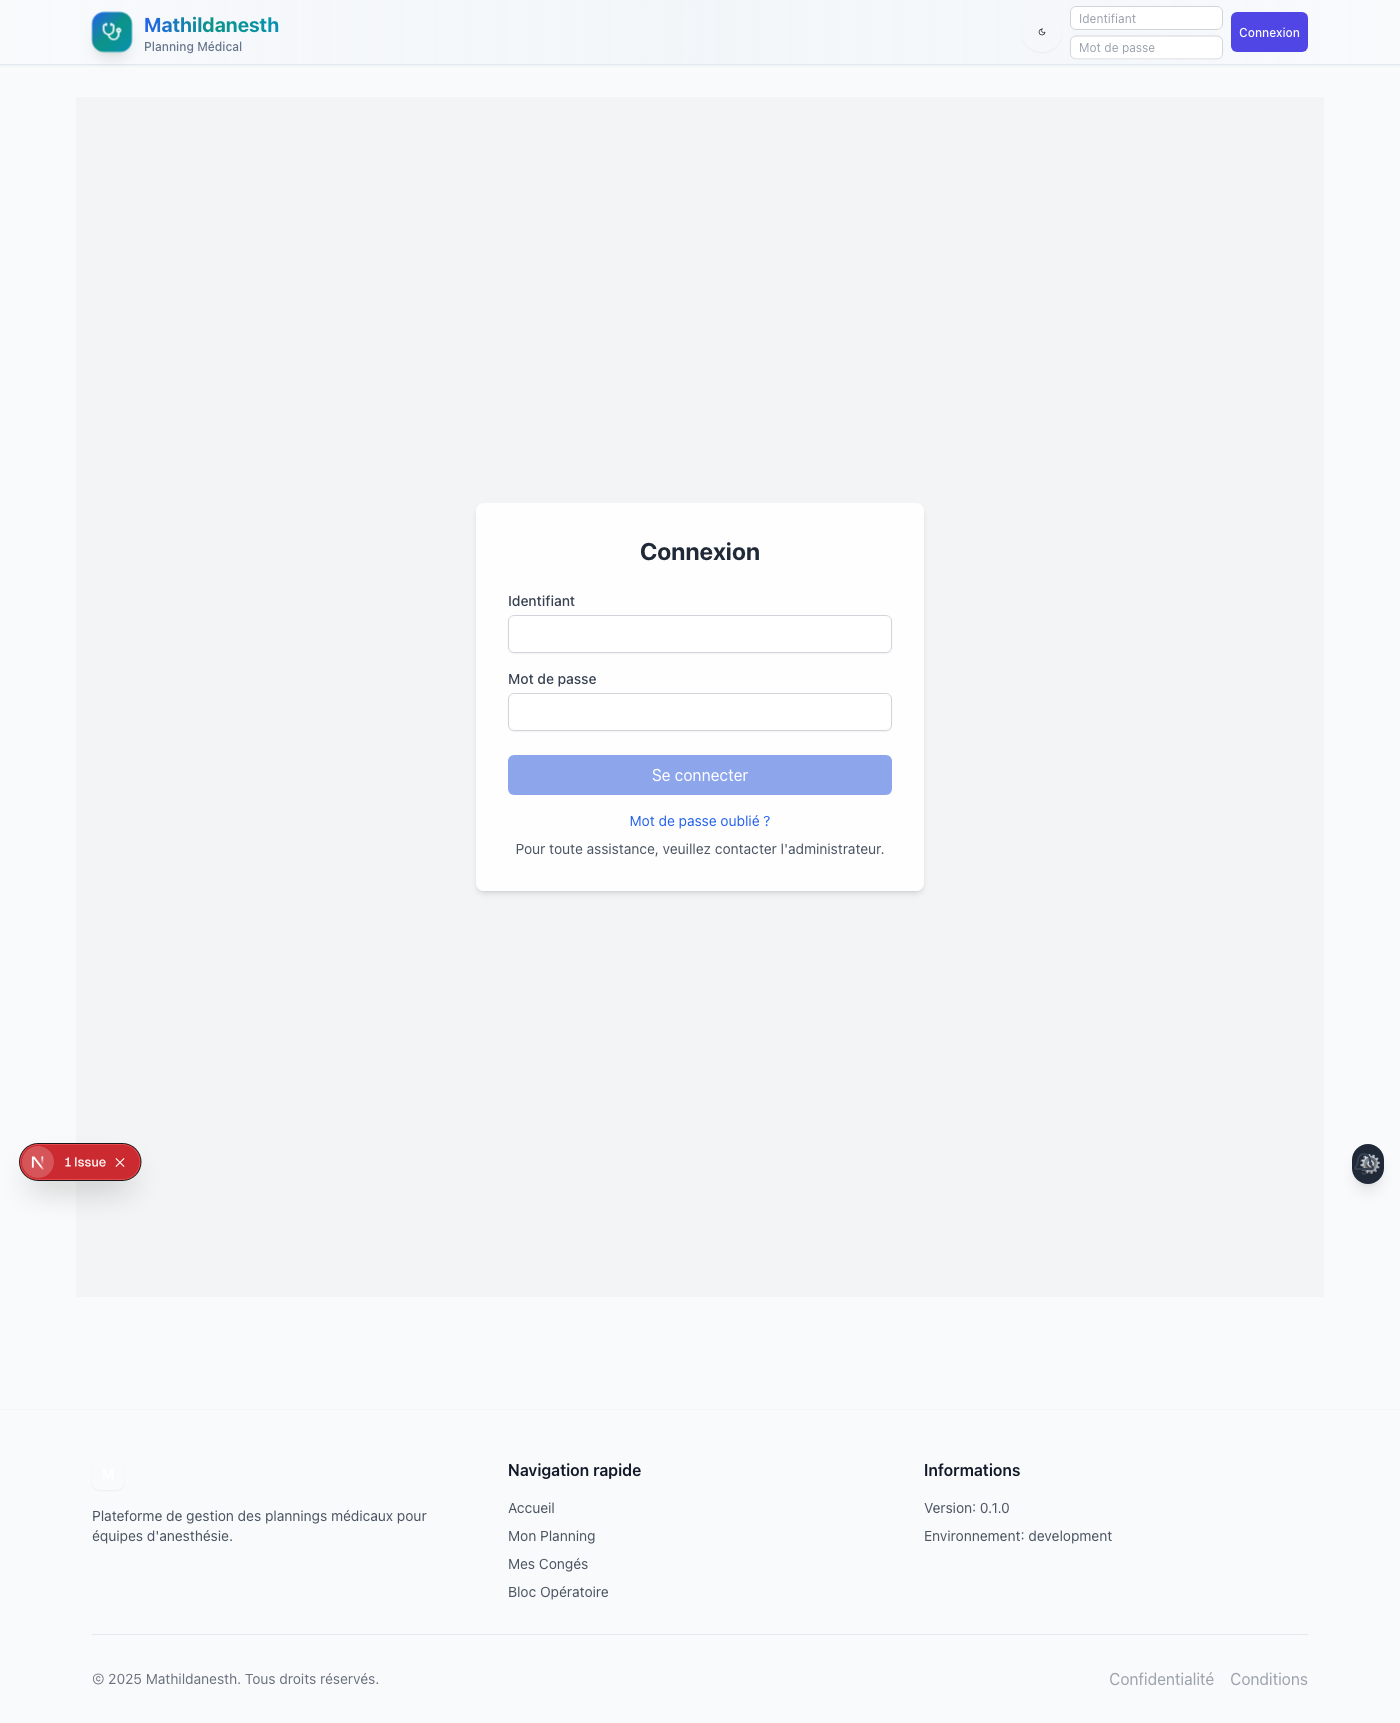 Mathildanesth
Planning Médical
Identifiant
Mot de passe
Connexion
Connexion
Identifiant
Mot de passe
Se connecter
Mot de passe oublié ?
Pour toute assistance, veuillez contacter l'administrateur.
N
1 Issue
M
Plateforme de gestion des plannings médicaux pour
équipes d'anesthésie.
Navigation rapide
Accueil
Mon Planning
Mes Congés
Bloc Opératoire
Informations
Version: 0.1.0
Environnement: development
© 2025 Mathildanesth. Tous droits réservés.
Confidentialité
Conditions